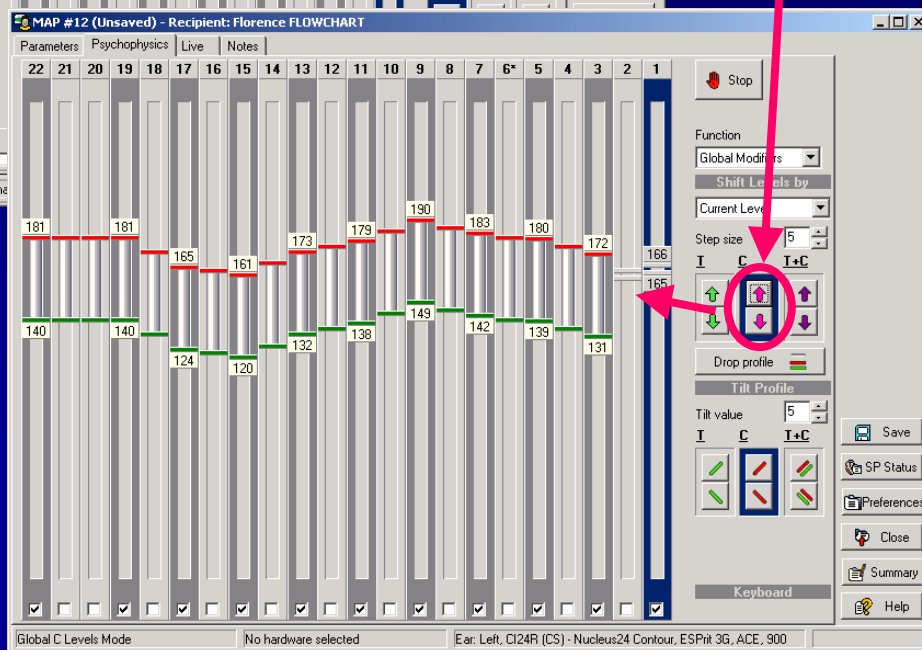 MAP #12 (Unsaved) - Recipient: Florence FLOWCHART
Parameters Psychophysics Live Notes
22 21 20 19 18 17 16 15 14 13 12 11 10 9 8 7 6* 5 4 3 2 1
Stop
Function
Global Modifiers
Shift Levels by
Current Level
Step size 5
T C T+C
181 181 165 161 173 179 190 183 180 172 166
165
140 140 124 120 132 138 149 142 139 131
Drop profile
Tilt Profile
Tilt value 5
T C T+C
Save
SP Status
Preferences
Close
Summary
Help
Keyboard
Global C Levels Mode
No hardware selected
Ear: Left, CI24R (CS) - Nucleus24 Contour, ESPrit 3G, ACE, 900